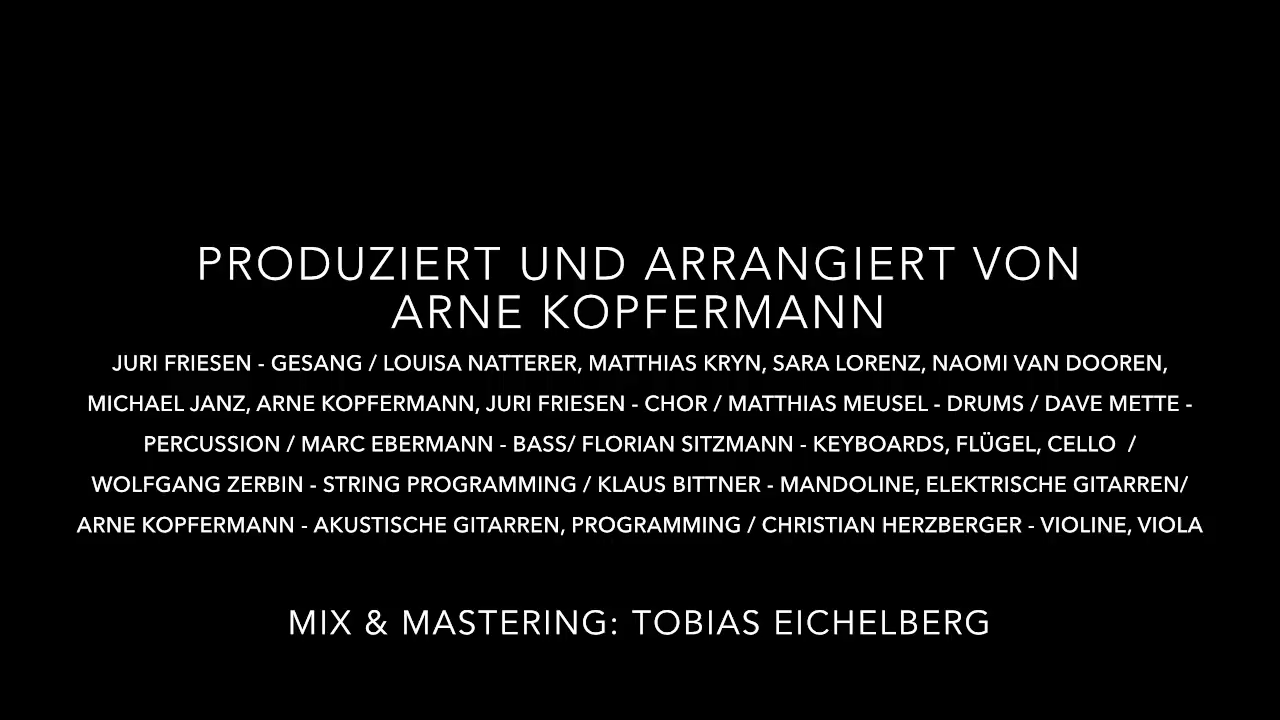 PRODUZIERT UND ARRANGIERT VON
ARNE KOPFERMANN
JURI FRIESEN - GESANG / LOUISA NATTERER, MATTHIAS KRYN, SARA LORENZ, NAOMI VAN DOOREN,
MICHAEL JANZ, ARNE KOPFERMANN, JURI FRIESEN - CHOR / MATTHIAS MEUSEL - DRUMS / DAVE METTE -
PERCUSSION / MARC EBERMANN - BASS/ FLORIAN SITZMANN - KEYBOARDS, FLÜGEL, CELLO /
WOLFGANG ZERBIN - STRING PROGRAMMING / KLAUS BITTNER - MANDOLINE, ELEKTRISCHE GITARREN/
ARNE KOPFERMANN - AKUSTISCHE GITARREN, PROGRAMMING / CHRISTIAN HERZBERGER - VIOLINE, VIOLA
MIX & MASTERING: TOBIAS EICHELBERG